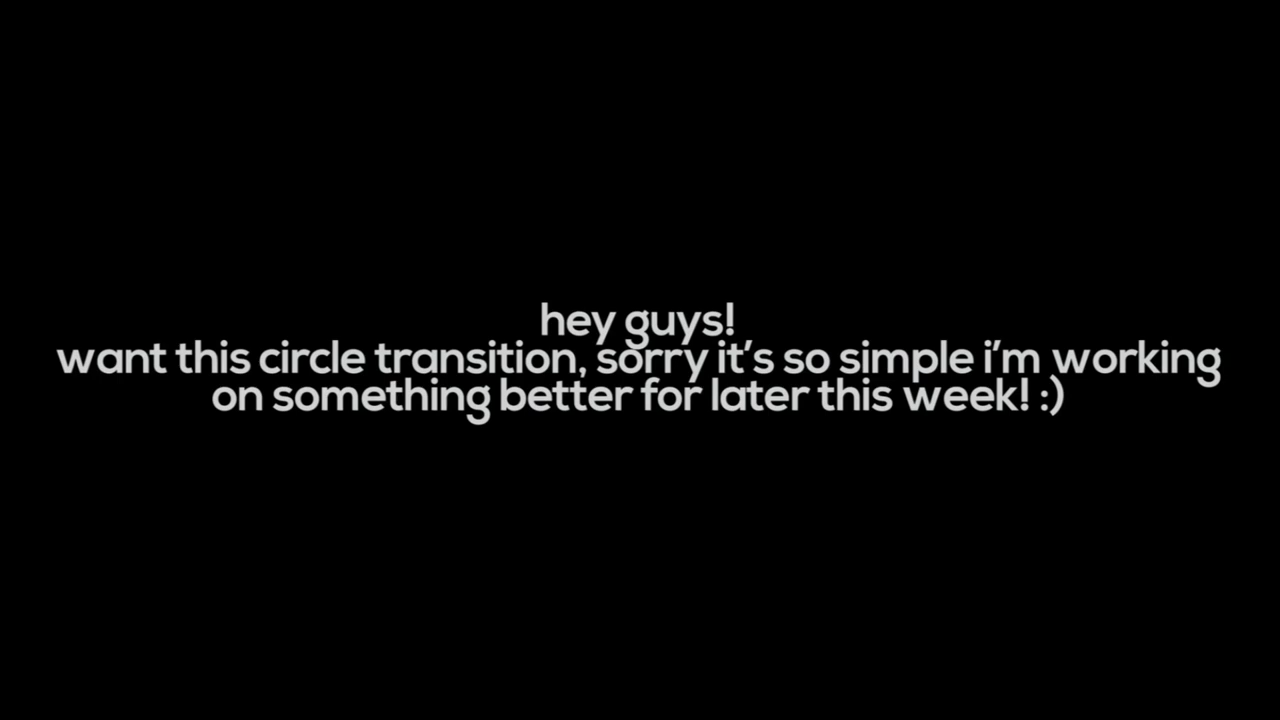 hey guys!
want this circle transition, sorry it's so simple i'm working
on something better for later this week! :)